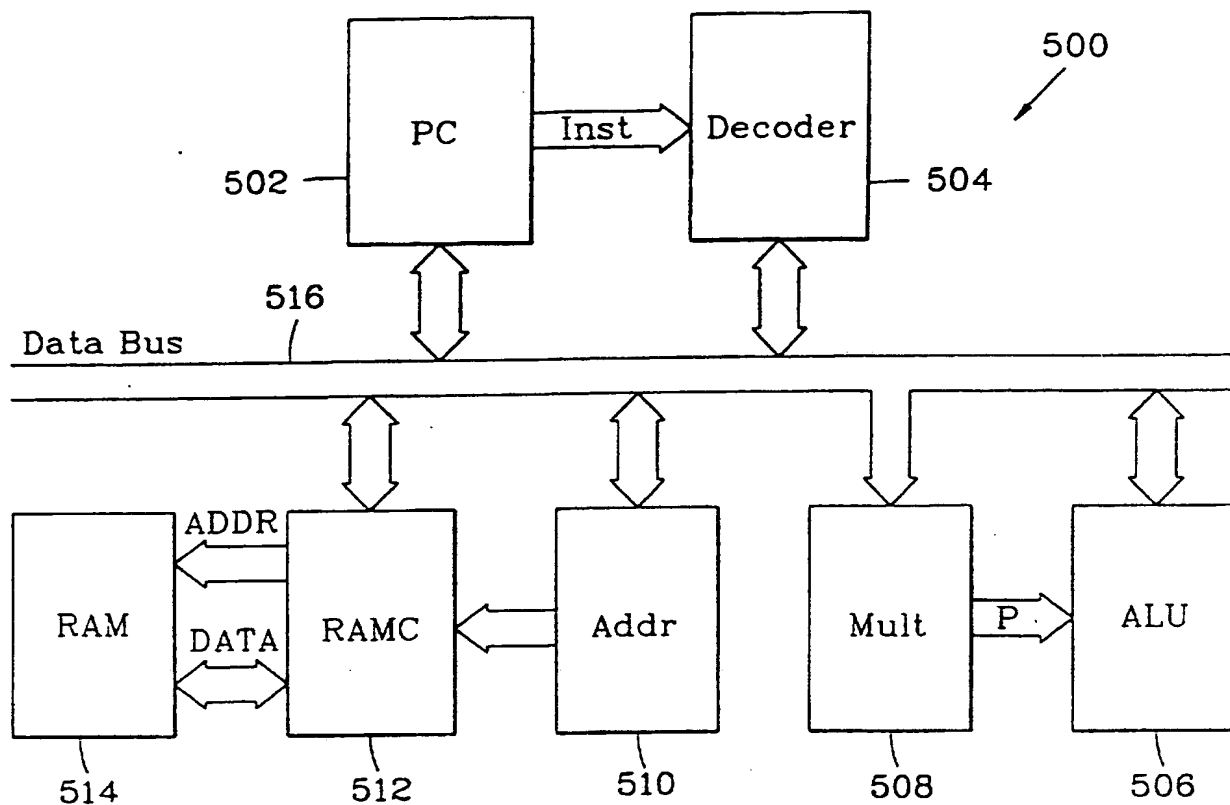 500
PC
Inst
Decoder
502
504
516
Data Bus
ADDR
RAM
DATA
RAMC
Addr
Mult
P
ALU
514
512
510
508
506